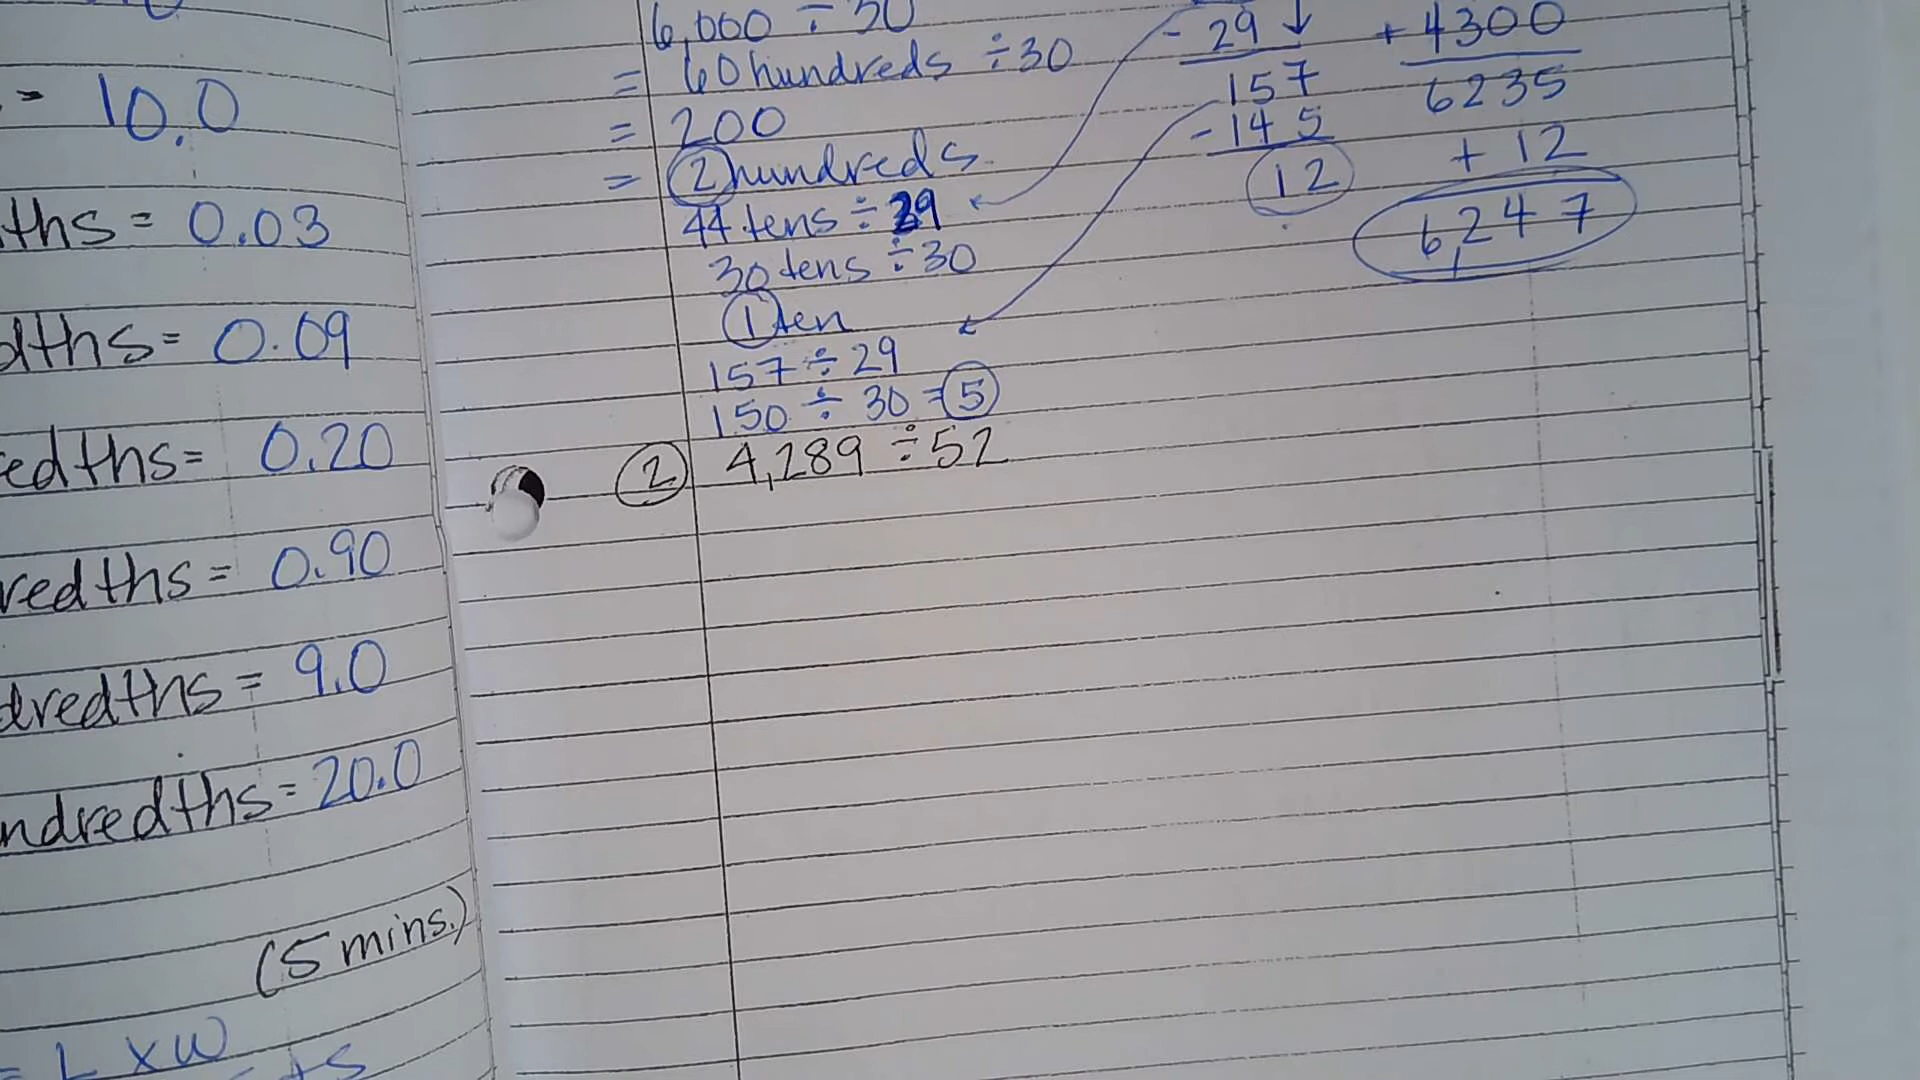 = 10.0
ths = 0.03
dths = 0.09
edths = 0.20
redths = 0.90
dredths = 9.0
ndredths = 20.0
(5 mins.)
= L x W
6,000 ÷ 30
= 60 hundreds ÷ 30
= 200
= 2 hundreds
44 tens ÷ 29
30 tens ÷ 30
1 ten
157 ÷ 29
150 ÷ 30 = 5
2 4,289 ÷ 52
- 29 ↓
157
- 145
12
+ 4300
6235
+ 12
6,247